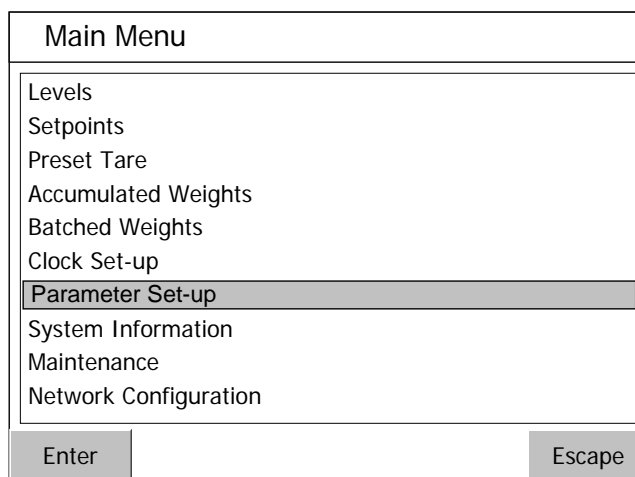 Main Menu
Levels
Setpoints
Preset Tare
Accumulated Weights
Batched Weights
Clock Set-up
Parameter Set-up
System Information
Maintenance
Network Configuration
Enter
Escape